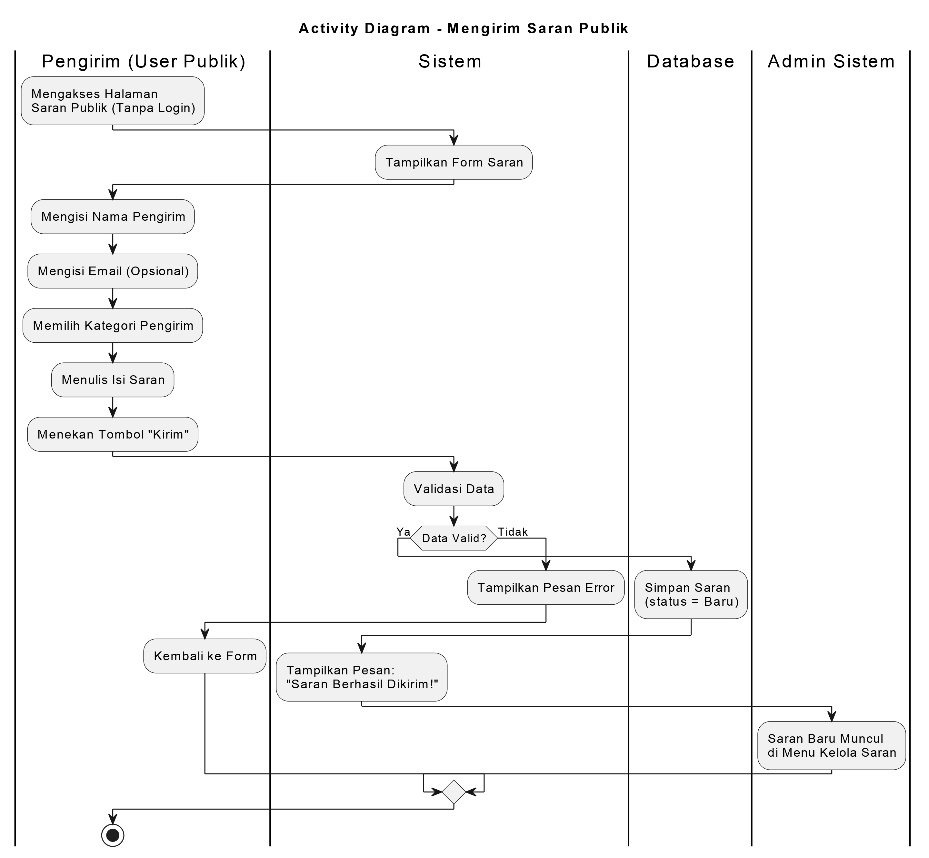 Activity Diagram - Mengirim Saran Publik
Pengirim (User Publik)
Sistem
Database
Admin Sistem
Mengakses Halaman
Saran Publik (Tanpa Login)
Tampilkan Form Saran
Mengisi Nama Pengirim
Mengisi Email (Opsional)
Memilih Kategori Pengirim
Menulis Isi Saran
Menekan Tombol "Kirim"
Validasi Data
Ya
Data Valid?
Tidak
Tampilkan Pesan Error
Simpan Saran
(status = Baru)
Kembali ke Form
Tampilkan Pesan:
"Saran Berhasil Dikirim!"
Saran Baru Muncul
di Menu Kelola Saran